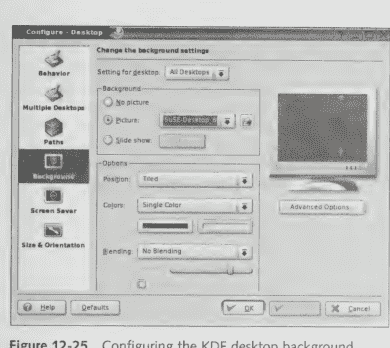 Configure - Desktop
Change the background settings
Behavior
Multiple Desktops
Paths
Background
Screen Saver
Size & Orientation
Setting for desktop: All Desktops
Background
No picture
Picture: SuSE-Desktop_6
Slide show:
Options
Position: Tiled
Colors: Single Color
Blending: No Blending
Advanced Options
Help
Defaults
OK
Cancel
Figure 12-25 Configuring the KDE desktop background